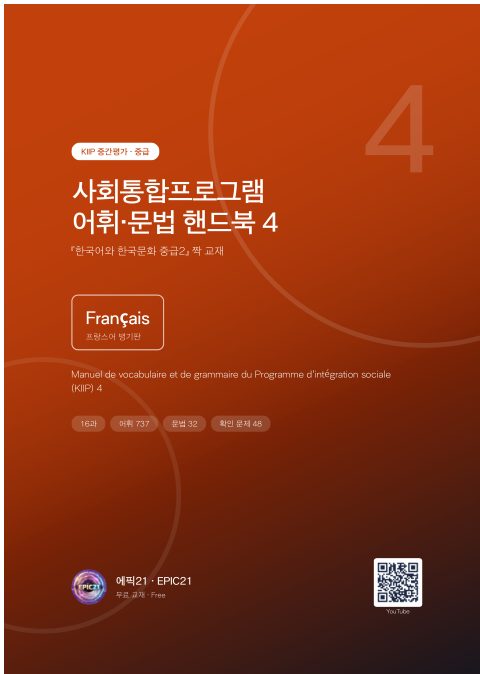 4
KIIP 중간평가 · 중급
사회통합프로그램
어휘·문법 핸드북 4
『한국어와 한국문화 중급2』 짝 교재
Français
프랑스어 병기판
Manuel de vocabulaire et de grammaire du Programme d'intégration sociale
(KIIP) 4
16과 어휘 737 문법 32 확인 문제 48
EPIC21
에픽21 · EPIC21
무료 교재 · Free
YouTube